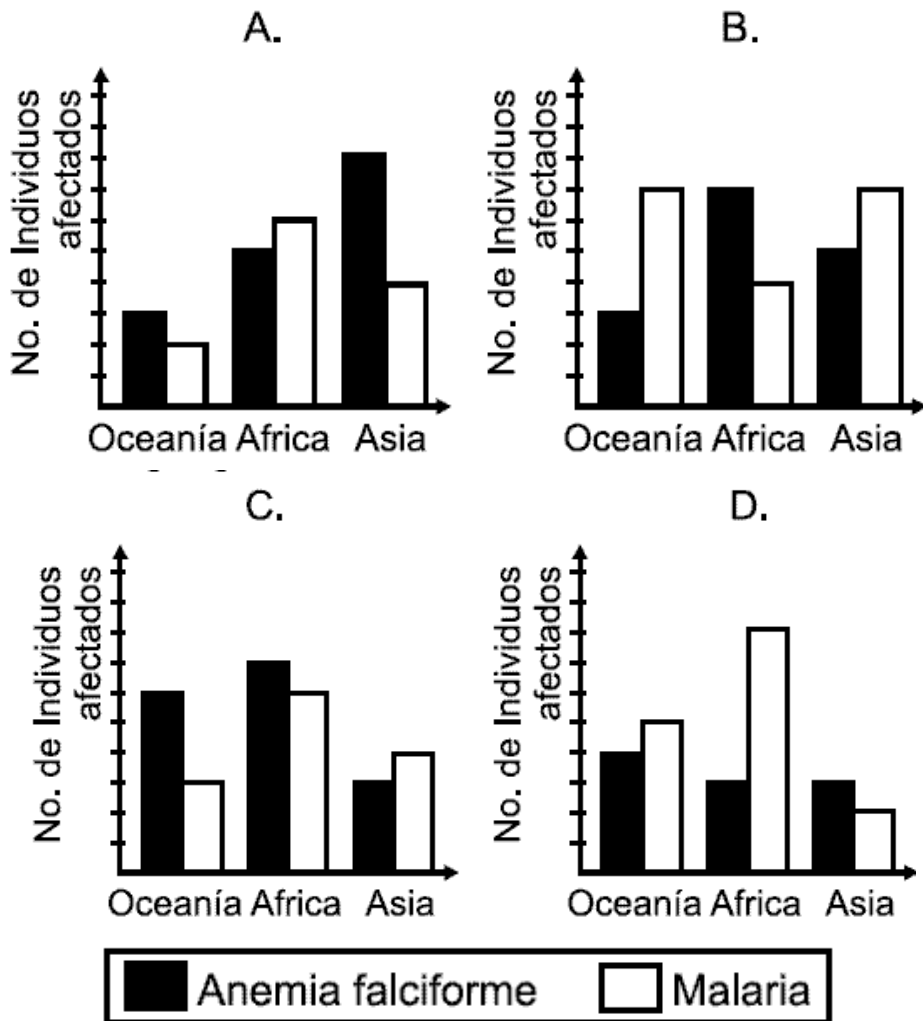 A.
B.
No. de Individuos
afectados
No. de Individuos
afectados
Oceanía Africa Asia
Oceanía Africa Asia
C.
D.
No. de Individuos
afectados
No. de Individuos
afectados
Oceanía Africa Asia
Oceanía Africa Asia
Anemia falciforme Malaria